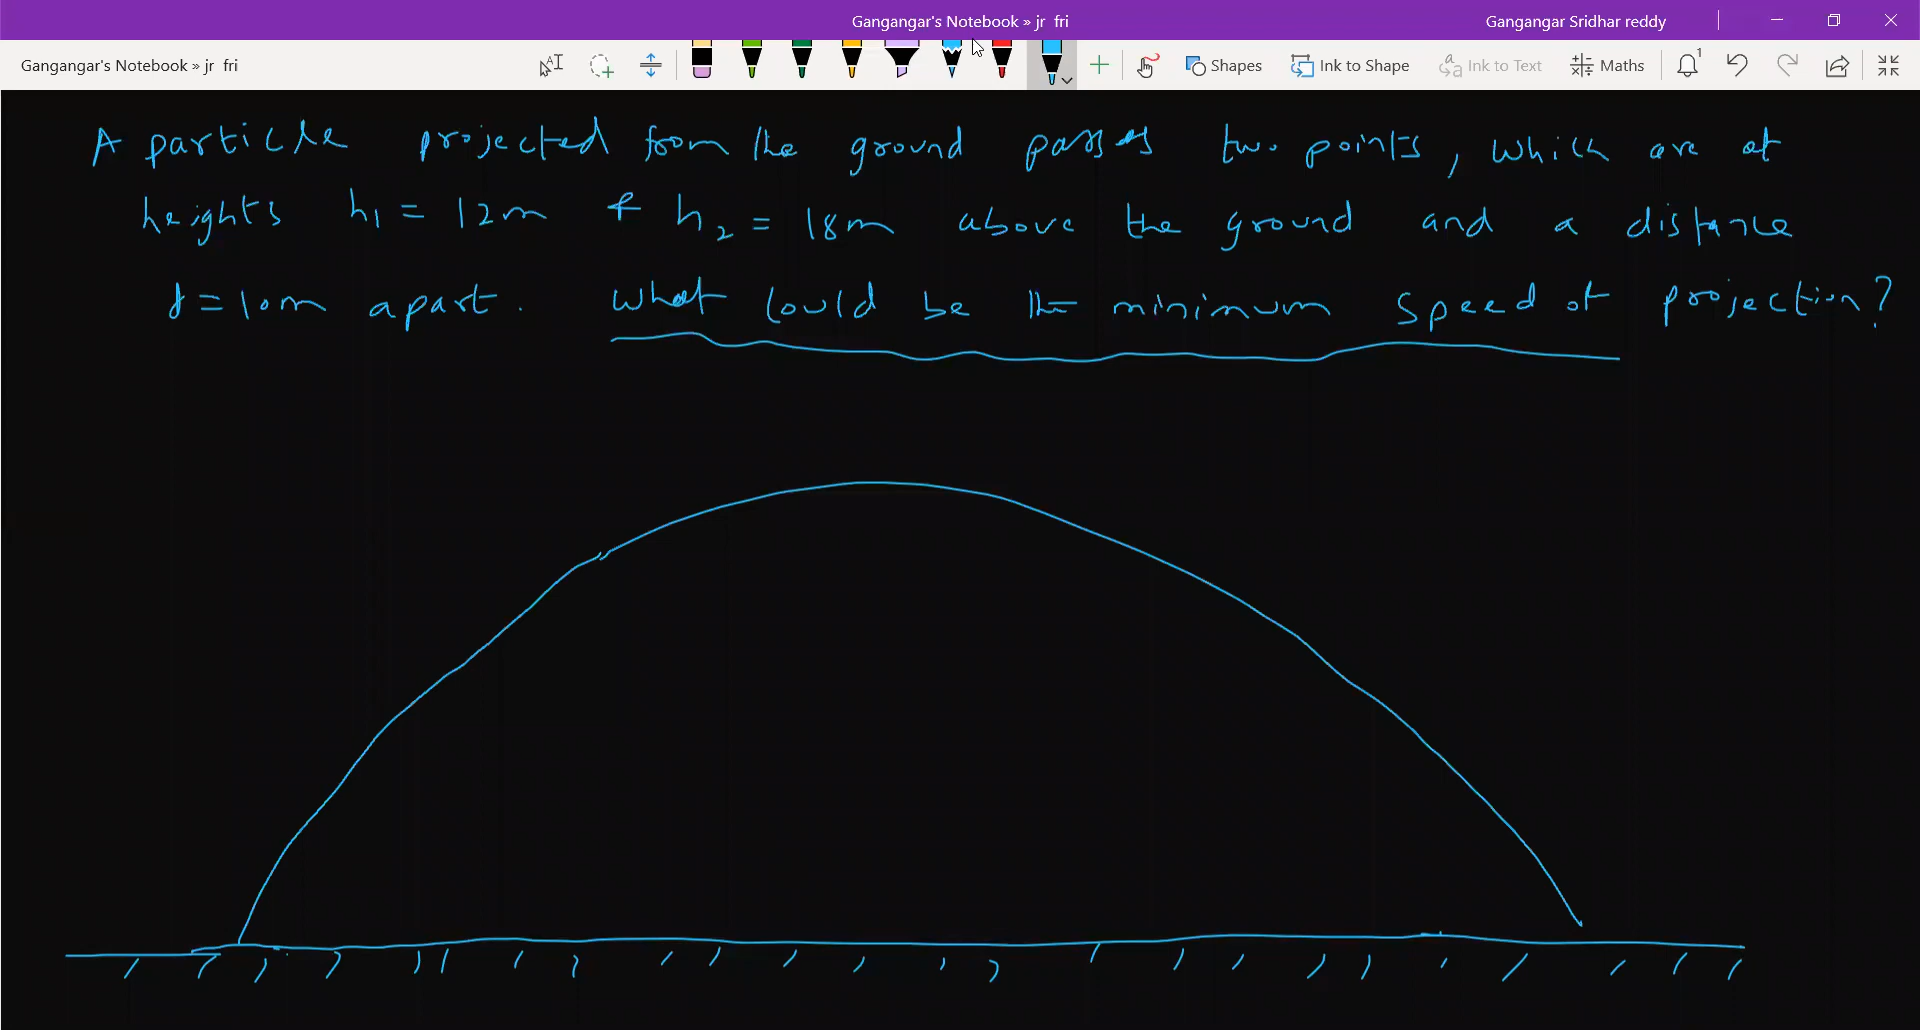 Gangangar's Notebook » jr fri
Gangangar Sridhar reddy
Gangangar's Notebook » jr fri
Shapes
Ink to Shape
Ink to Text
Maths
1
A particle projected from the ground passes two points, which are at
heights h₁ = 12m & h₂ = 18m above the ground and a distance
d = 10m apart. What could be the minimum speed of projection?